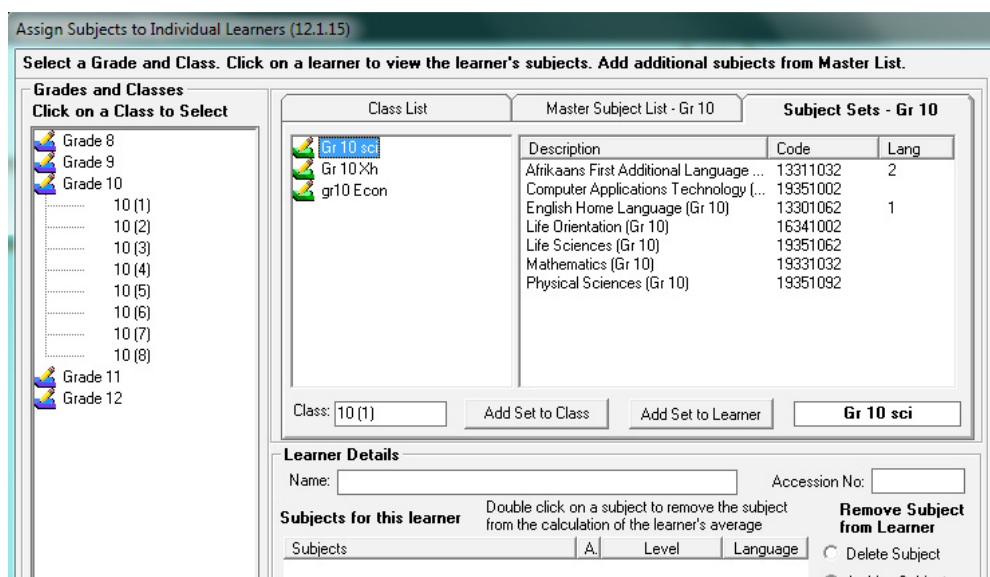 Assign Subjects to Individual Learners (12.1.15)
Select a Grade and Class. Click on a learner to view the learner's subjects. Add additional subjects from Master List.
Grades and Classes
Click on a Class to Select
Grade 8
Grade 9
Grade 10
10 (1)
10 (2)
10 (3)
10 (4)
10 (5)
10 (6)
10 (7)
10 (8)
Grade 11
Grade 12
Class List
Master Subject List - Gr 10
Subject Sets - Gr 10
Gr 10 sci
Gr 10 Xh
gr10 Econ
Description Code Lang
Afrikaans First Additional Language ... 13311032 2
Computer Applications Technology (... 19351002
English Home Language (Gr 10) 13301062 1
Life Orientation (Gr 10) 16341002
Life Sciences (Gr 10) 19351062
Mathematics (Gr 10) 19331032
Physical Sciences (Gr 10) 19351092
Class: 10 (1) Add Set to Class Add Set to Learner Gr 10 sci
Learner Details
Name: Accession No:
Subjects for this learner
Double click on a subject to remove the subject
from the calculation of the learner's average
Remove Subject
from Learner
Subjects A. Level Language
Delete Subject